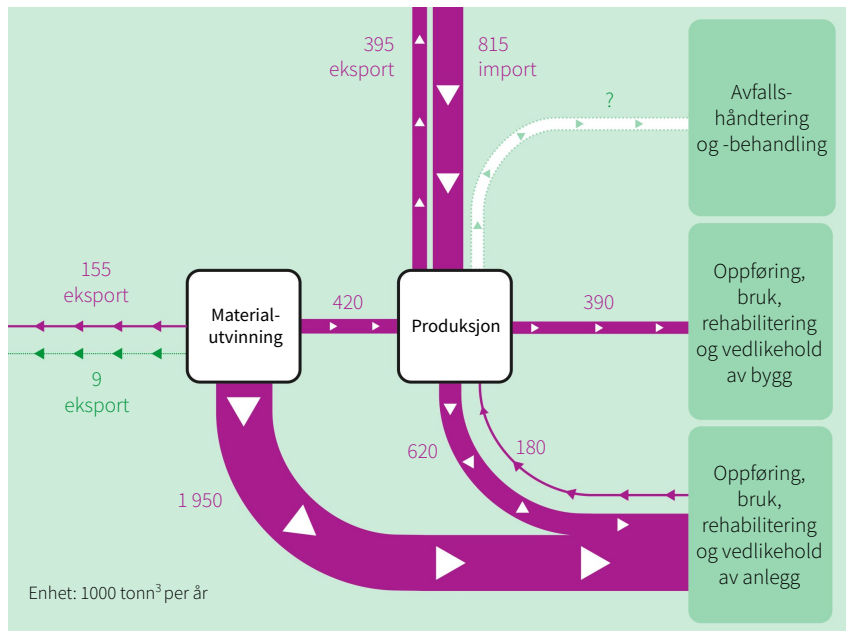 395
eksport
815
import
?
Avfalls-
håndtering
og -behandling
155
eksport
Material-
utvinning
420
Produksjon
390
Oppføring,
bruk,
rehabilitering
og vedlikehold
av bygg
9
eksport
620
180
1 950
Oppføring,
bruk,
rehabilitering
og vedlikehold
av anlegg
Enhet: 1000 tonn³ per år